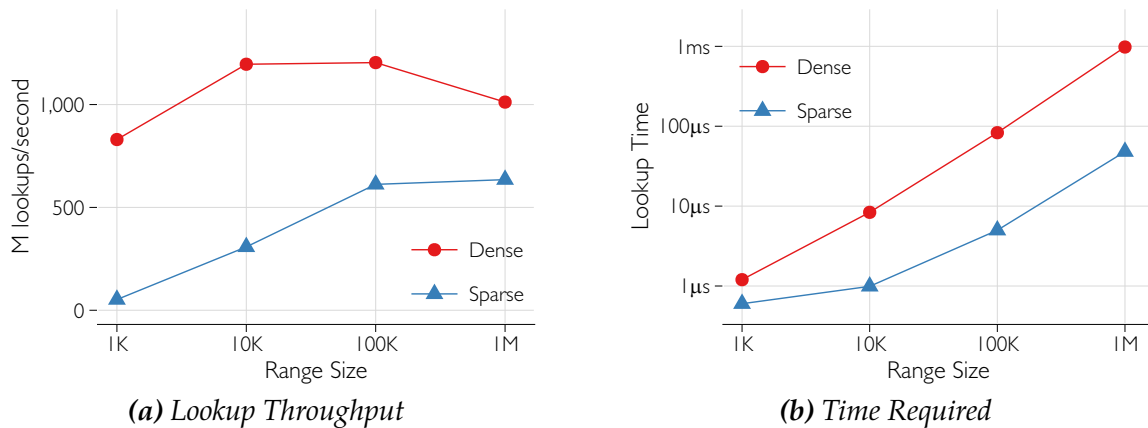 M lookups/second
1,000
500
0
1K
10K
100K
1M
Range Size
Dense
Sparse
(a) Lookup Throughput
Lookup Time
1ms
100μs
10μs
1μs
1K
10K
100K
1M
Range Size
Dense
Sparse
(b) Time Required